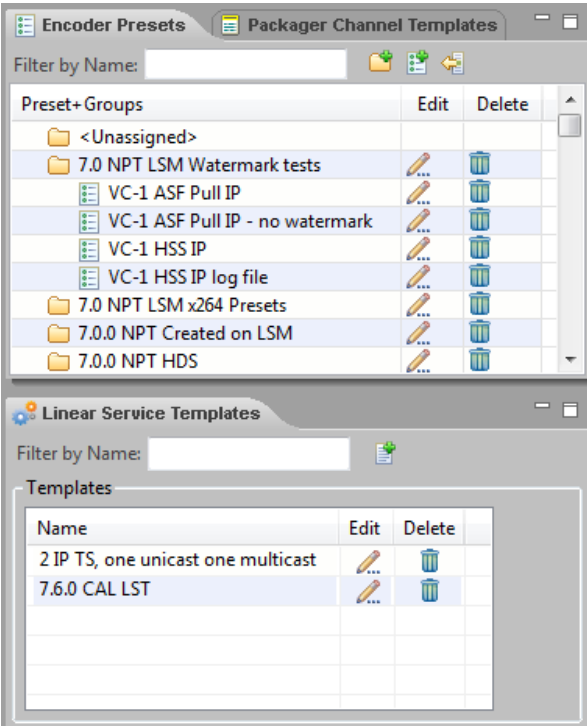 Encoder Presets Packager Channel Templates
Filter by Name:
Preset+Groups Edit Delete
<Unassigned>
7.0 NPT LSM Watermark tests
VC-1 ASF Pull IP
VC-1 ASF Pull IP - no watermark
VC-1 HSS IP
VC-1 HSS IP log file
7.0 NPT LSM x264 Presets
7.0.0 NPT Created on LSM
7.0.0 NPT HDS
Linear Service Templates
Filter by Name:
Templates
Name Edit Delete
2 IP TS, one unicast one multicast
7.6.0 CAL LST